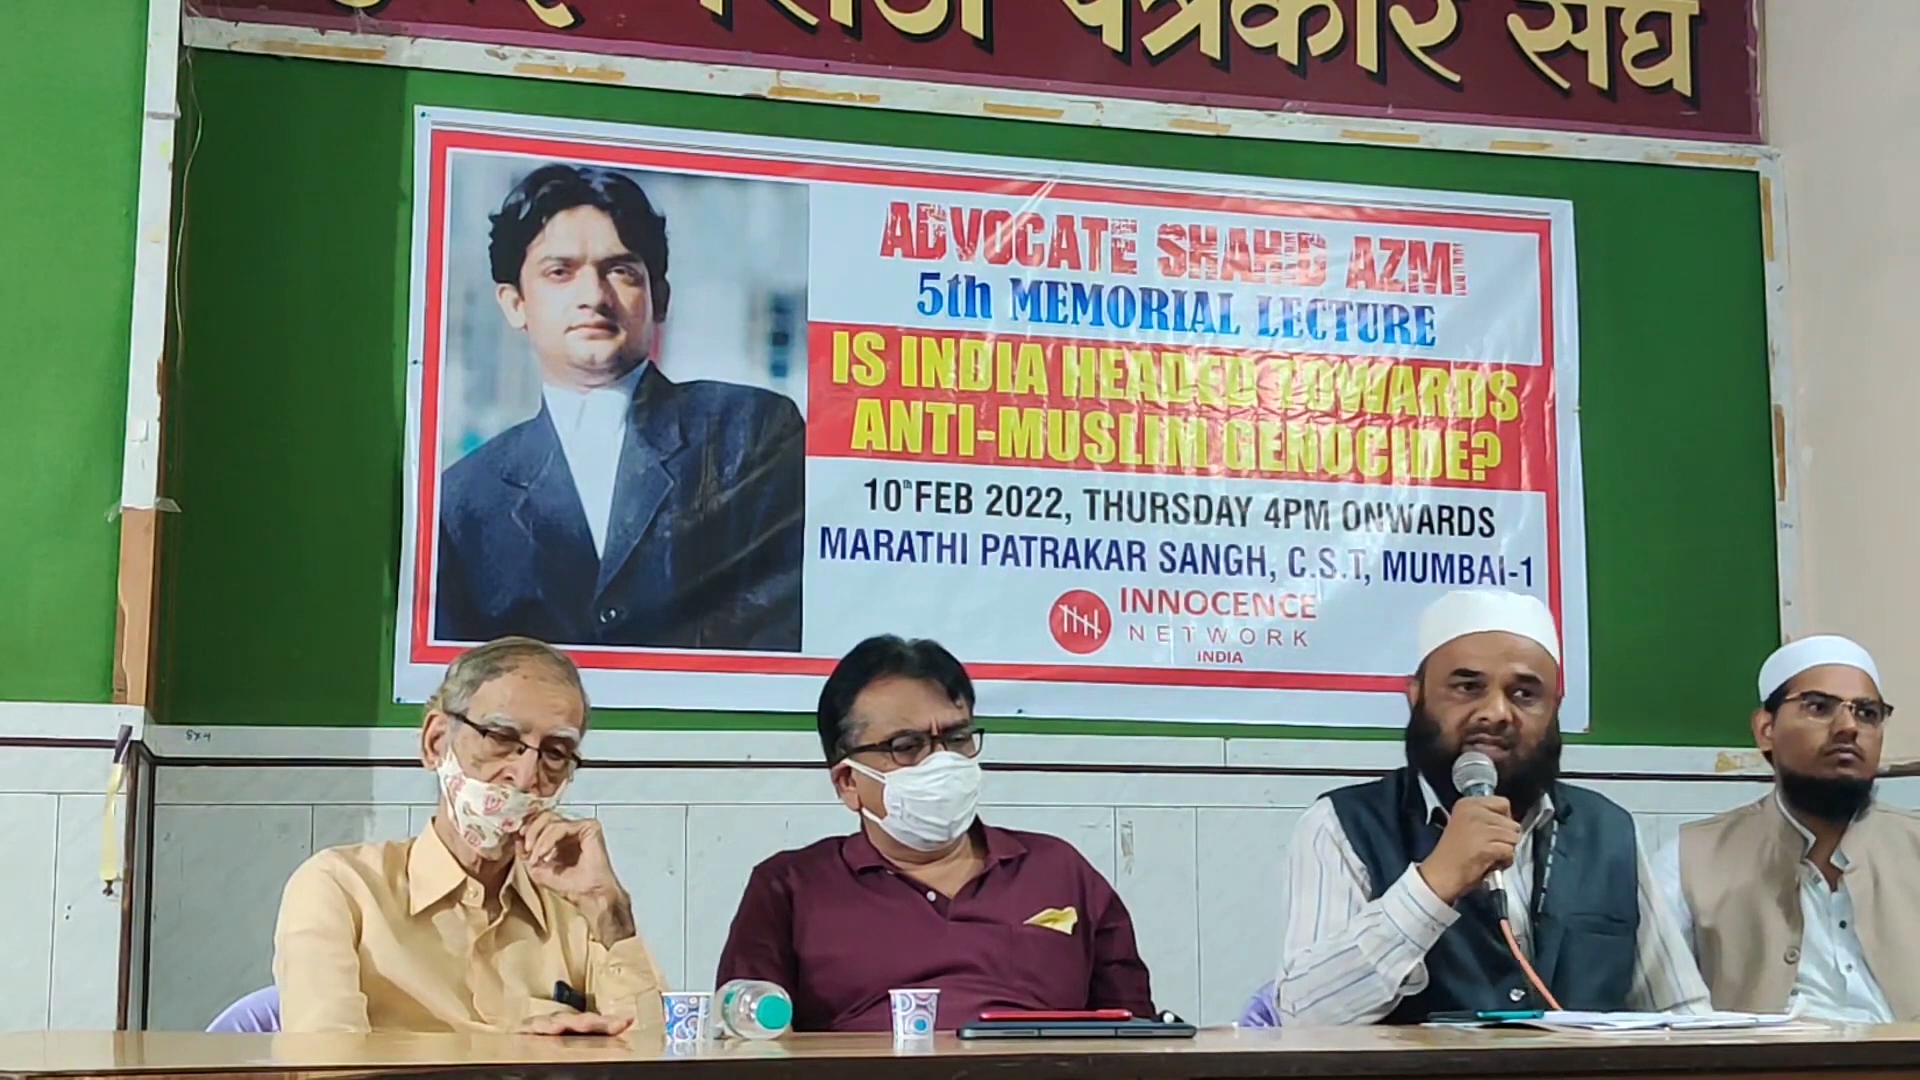 मराठी पत्रकार संघ
ADVOCATE SHAHID AZMI
5th MEMORIAL LECTURE
IS INDIA HEADED TOWARDS
ANTI-MUSLIM GENOCIDE?
10th FEB 2022, THURSDAY 4PM ONWARDS
MARATHI PATRAKAR SANGH, C.S.T, MUMBAI-1
INNOCENCE
NETWORK
INDIA